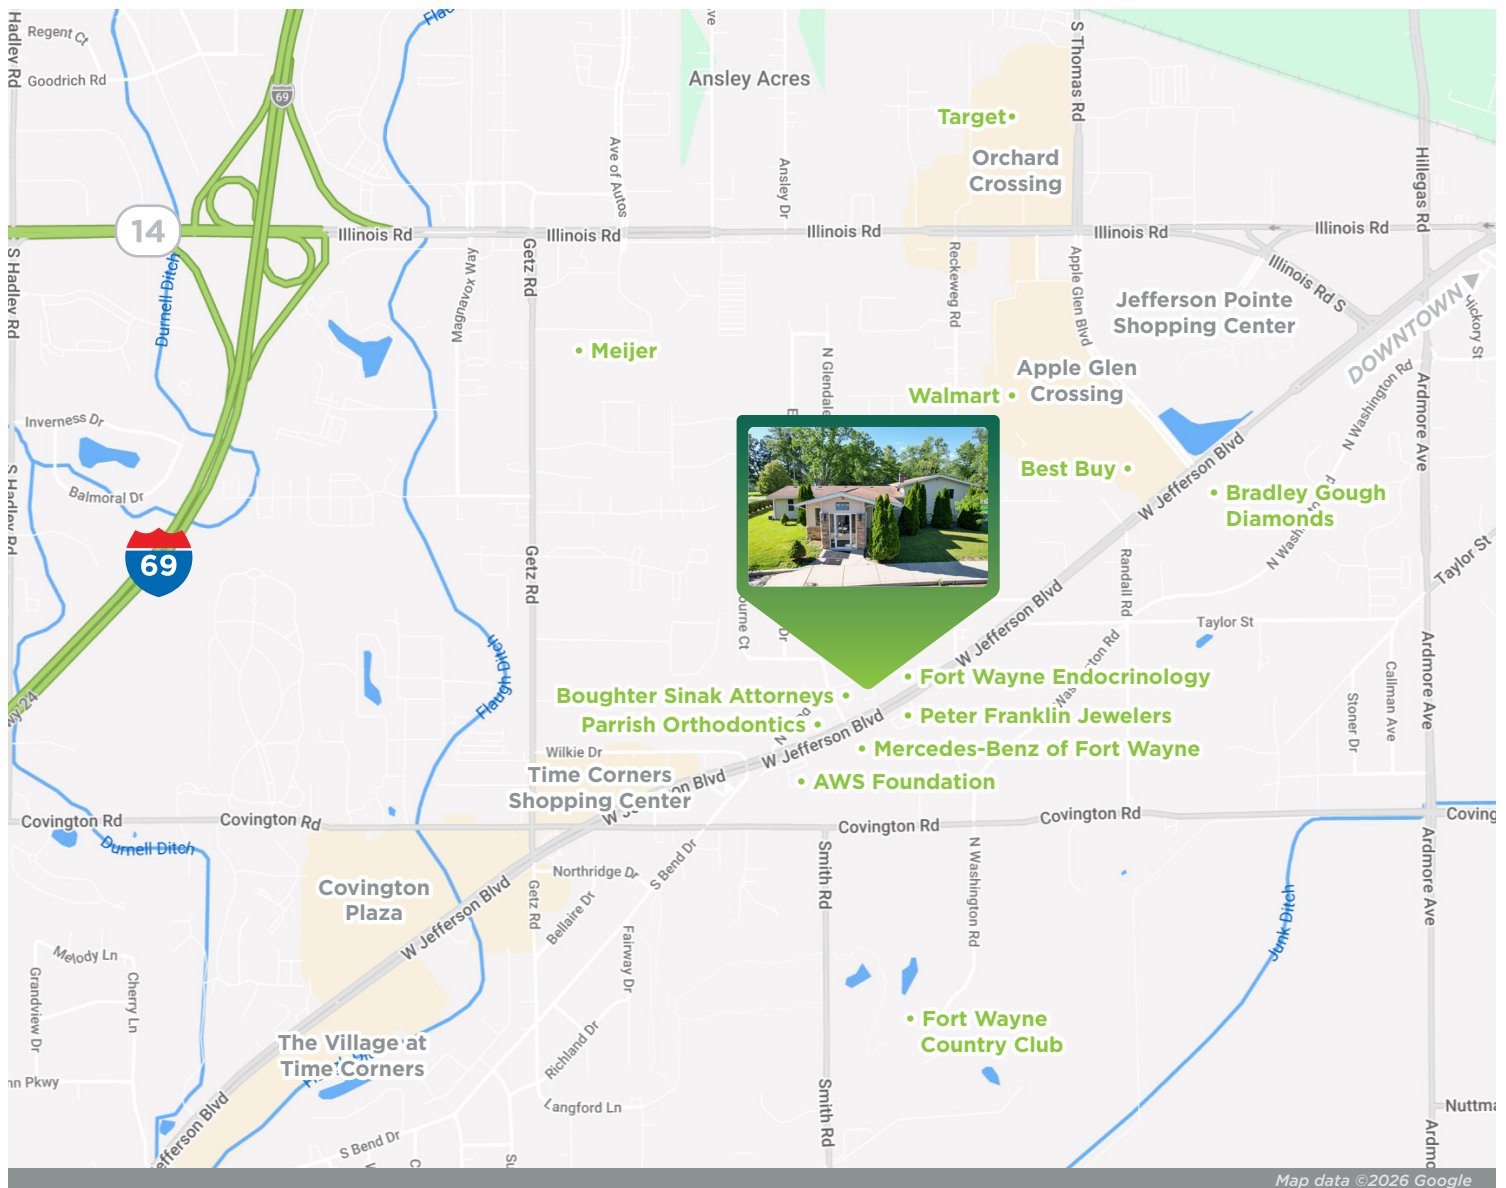 Hadley Rd
Regent Ct
Goodrich Rd
69
Ansley Acres
S Thomas Rd
Target
Orchard
Crossing
Ave of Autos
Ansley Dr
Hillegas Rd
14
Illinois Rd
Illinois Rd
Illinois Rd
Illinois Rd
Illinois Rd
S Hadley Rd
Durnell Ditch
Magnavox Way
Getz Rd
Reckeweg Rd
Apple Glen Blvd
Illinois Rd S
Jefferson Pointe
Shopping Center
DOWNTOWN
Hickory St
Meijer
N Glendale
Apple Glen
Crossing
Walmart
N Washington Rd
Ardmore Ave
Inverness Dr
Balmoral Dr
S Hadley Rd
Best Buy
W Jefferson Blvd
Bradley Gough
Diamonds
69
Getz Rd
Randall Rd
Taylor St
Taylor St
W Jefferson Blvd
Dr
Flaugh Ditch
Fort Wayne Endocrinology
Boughter Sinak Attorneys
Parrish Orthodontics
Peter Franklin Jewelers
Mercedes-Benz of Fort Wayne
AWS Foundation
W Jefferson Blvd
Callman Ave
Stoner Dr
Ardmore Ave
Wilkie Dr
Time Corners
Shopping Center
Covington Rd
Covington Rd
Covington Rd
Covington Rd
Durnell Ditch
Covington
Plaza
Northridge Dr
S Bend Dr
Getz Rd
Bellaire Dr
W Jefferson Blvd
Fairway Dr
Smith Rd
N Washington Rd
Ardmore Ave
Junk Ditch
Melody Ln
Grandview Dr
Cherry Ln
Fort Wayne
Country Club
The Village at
Time Corners
Richland Dr
Langford Ln
Smith Rd
S Bend Dr
Map data ©2026 Google